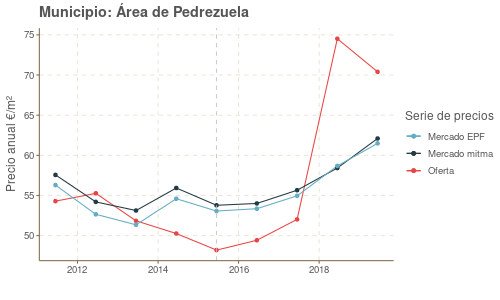 Municipio: Área de Pedrezuela
Precio anual €/m²
75
70
65
60
55
50
2012
2014
2016
2018
Serie de precios
Mercado EPF
Mercado mitma
Oferta